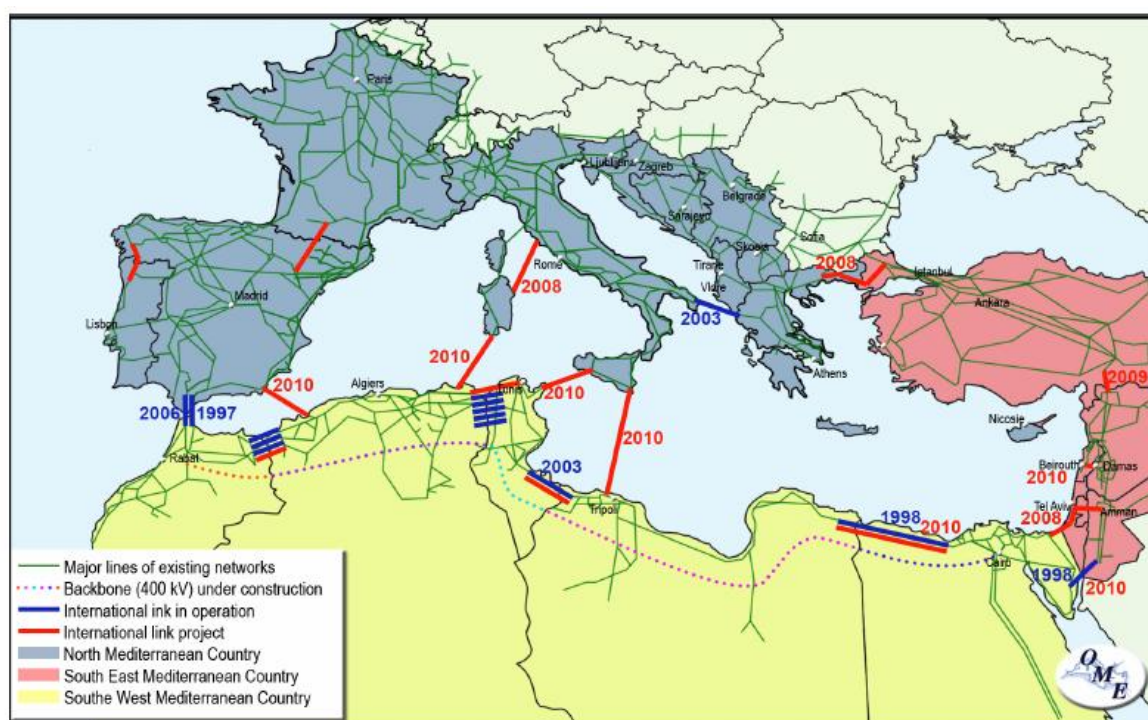 Paris
Ljubljana
Zagreb
Belgrade
Sarajevo
Sofia
Skopia
Tirane
Vlore
Rome
2008
2008
Istanbul
Ankara
Madrid
Lisbon
2003
Athens
2010
2010
Algiers
Tunis
2010
2009
2006
1997
Nicosie
Rabat
2010
Beirouth
Damas
2010
2003
Tripoli
Tel Aviv
Amman
1998
2010
2008
Cairo
1998
2010
Major lines of existing networks
Backbone (400 kV) under construction
International ink in operation
International link project
North Mediterranean Country
South East Mediterranean Country
Southe West Mediterranean Country
OME